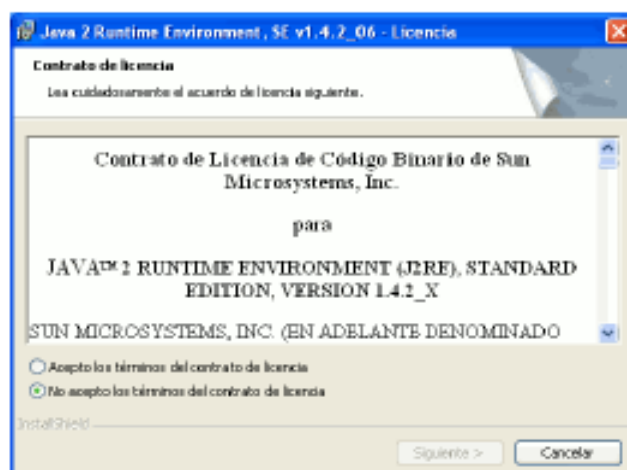 Java 2 Runtime Environment, SE v1.4.2_06 - Licencia
Contrato de licencia
Lea cuidadosamente el acuerdo de licencia siguiente.
Contrato de Licencia de Código Binario de Sun
Microsystems, Inc.
para
JAVA™ 2 RUNTIME ENVIRONMENT (J2RE), STANDARD
EDITION, VERSION 1.4.2_X
SUN MICROSYSTEMS, INC. (EN ADELANTE DENOMINADO
Acepto los términos del contrato de licencia
No acepto los términos del contrato de licencia
InstallShield
Siguiente >
Cancelar